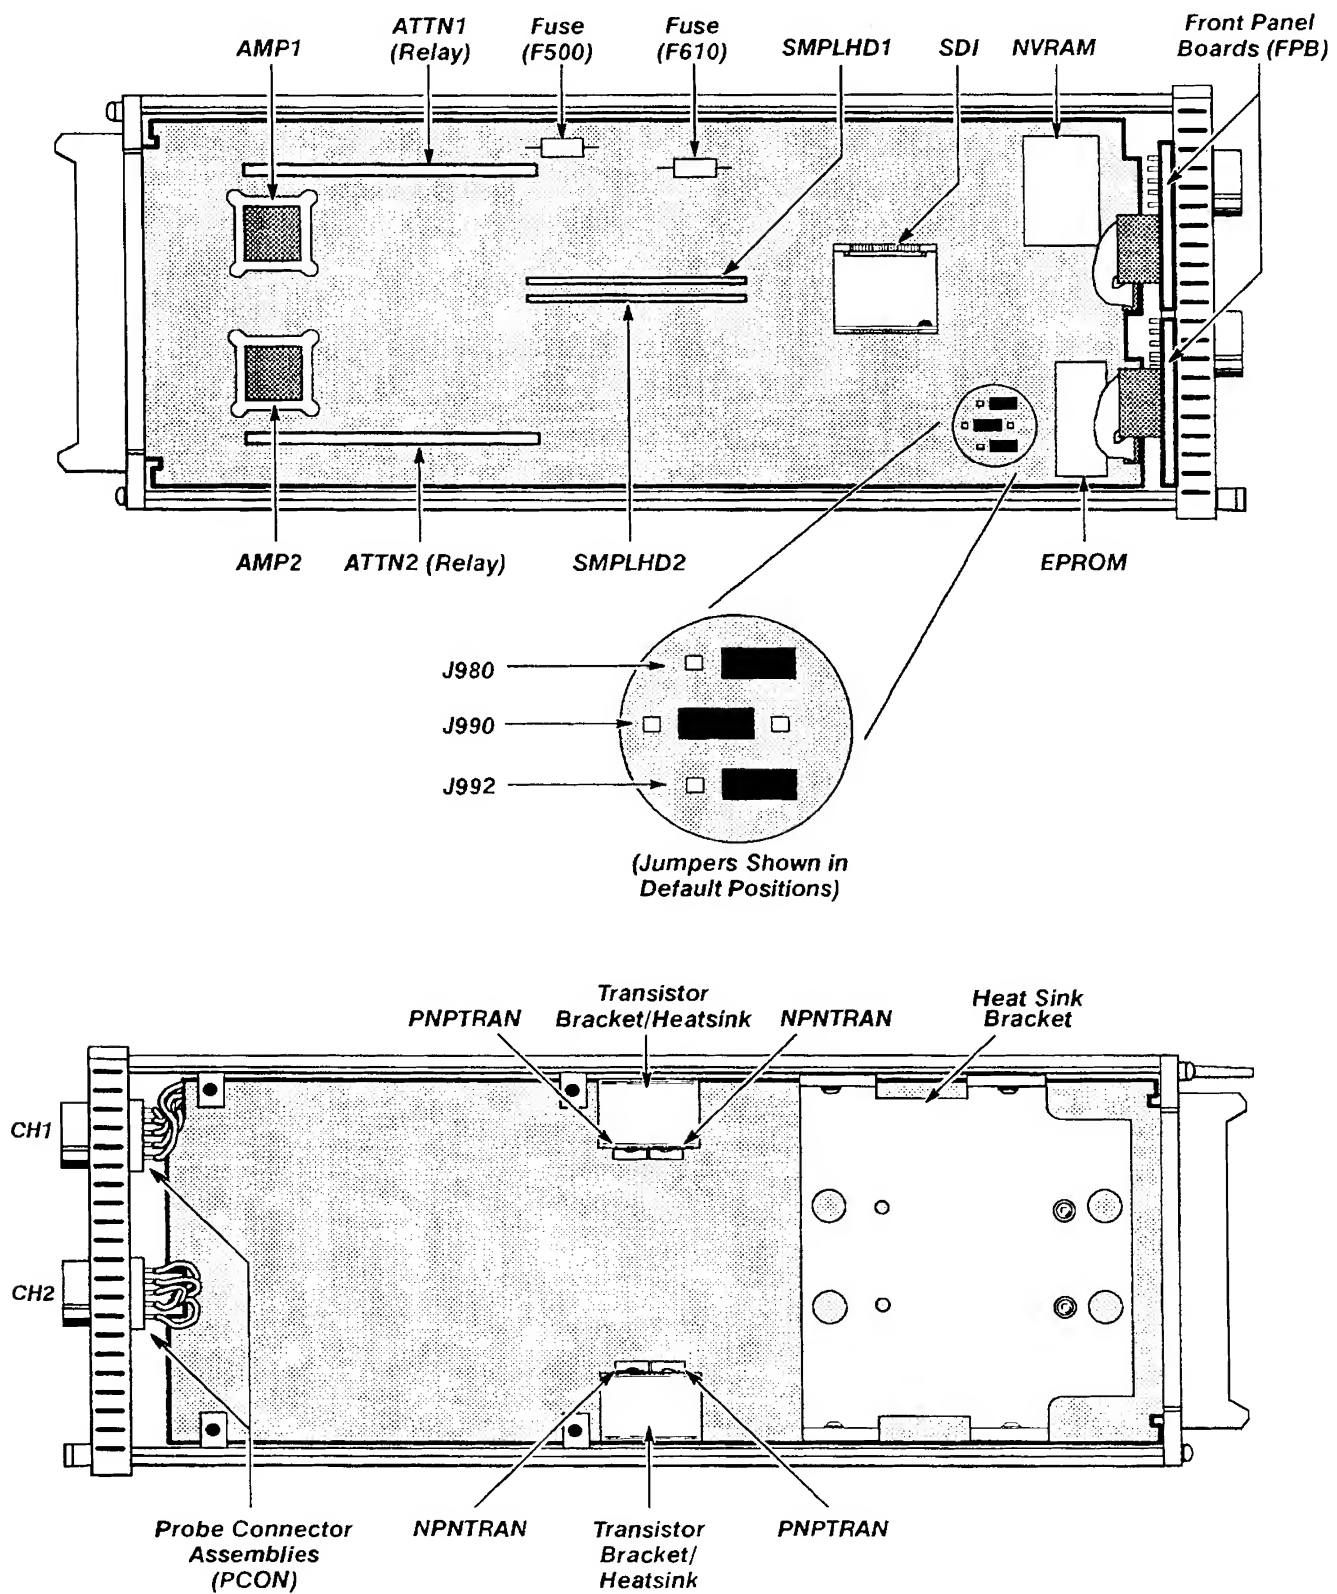 AMP1
ATTN1
(Relay)
Fuse
(F500)
Fuse
(F610)
SMPLHD1
SDI
NVRAM
Front Panel
Boards (FPB)
AMP2
ATTN2 (Relay)
SMPLHD2
EPROM
J980
J990
J992
(Jumpers Shown in
Default Positions)
PNPTRAN
Transistor
Bracket/Heatsink
NPNTRAN
Heat Sink
Bracket
CH1
CH2
Probe Connector
Assemblies
(PCON)
NPNTRAN
Transistor
Bracket/
Heatsink
PNPTRAN